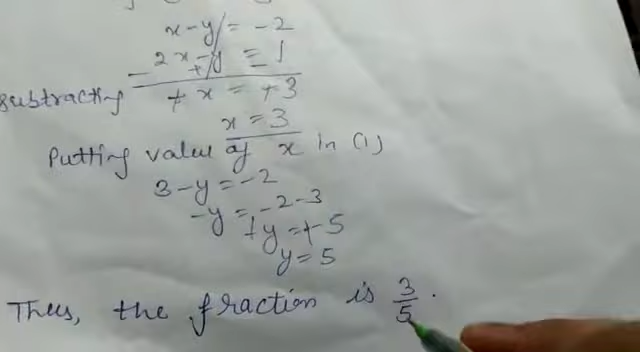 x - y = -2
2x - y = 1
- + -
subtracting
+ x = + 3
x = 3
Putting value of x in (1)
3 - y = -2
-y = -2 - 3
+y = +5
y = 5
Thus, the fraction is 3/5.